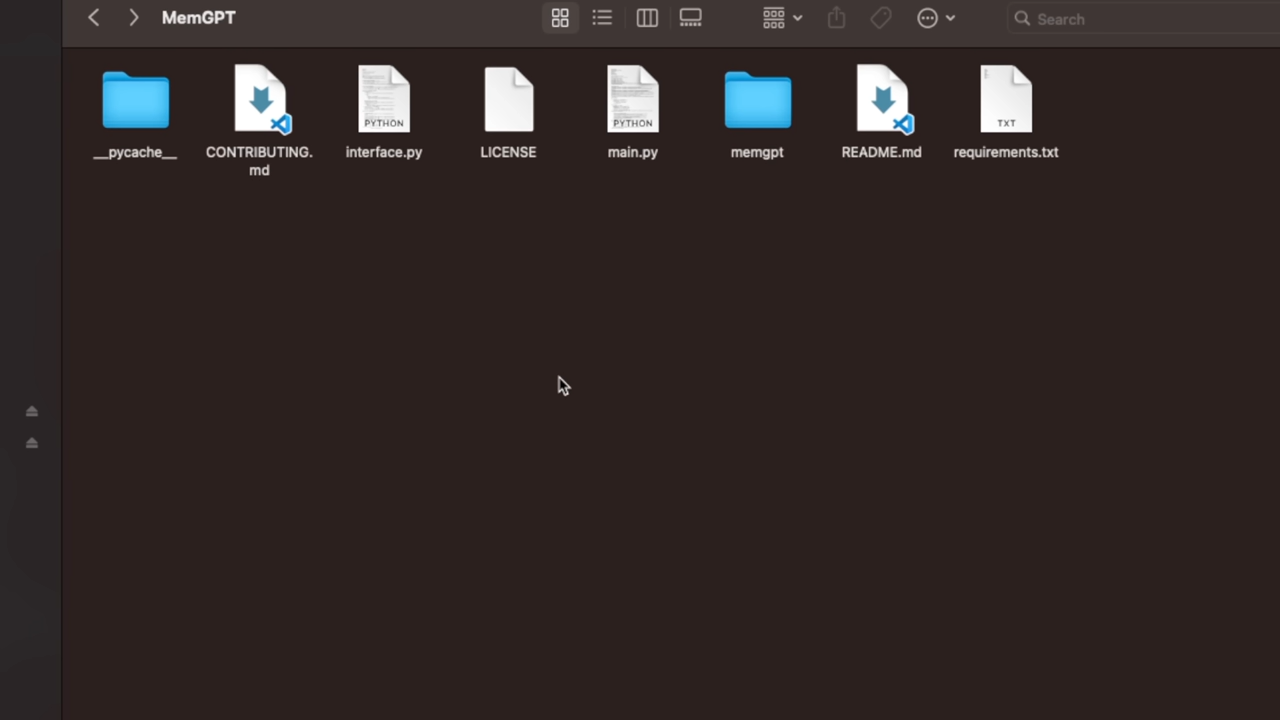 MemGPT
Search
PYTHON
PYTHON
TXT
__pycache__
CONTRIBUTING.
md
interface.py
LICENSE
main.py
memgpt
README.md
requirements.txt